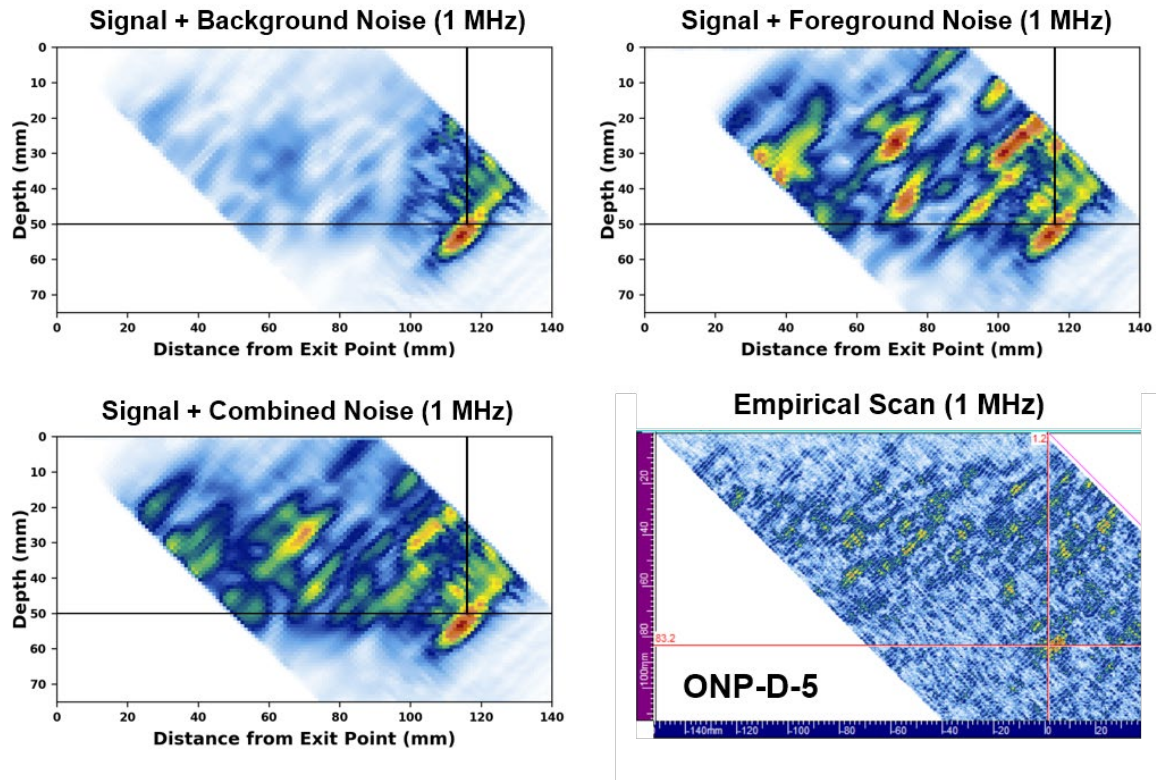 Signal + Background Noise (1 MHz)
Signal + Foreground Noise (1 MHz)
0
10
20
30
40
50
60
70
Depth (mm)
0 20 40 60 80 100 120 140
Distance from Exit Point (mm)
0
10
20
30
40
50
60
70
Depth (mm)
0 20 40 60 80 100 120 140
Distance from Exit Point (mm)
Signal + Combined Noise (1 MHz)
Empirical Scan (1 MHz)
0
10
20
30
40
50
60
70
Depth (mm)
0 20 40 60 80 100 120 140
Distance from Exit Point (mm)
1.2
20
40
60
80
100mm
83.2
ONP-D-5
-140mm -120 -100 -80 -60 -40 -20 0 20